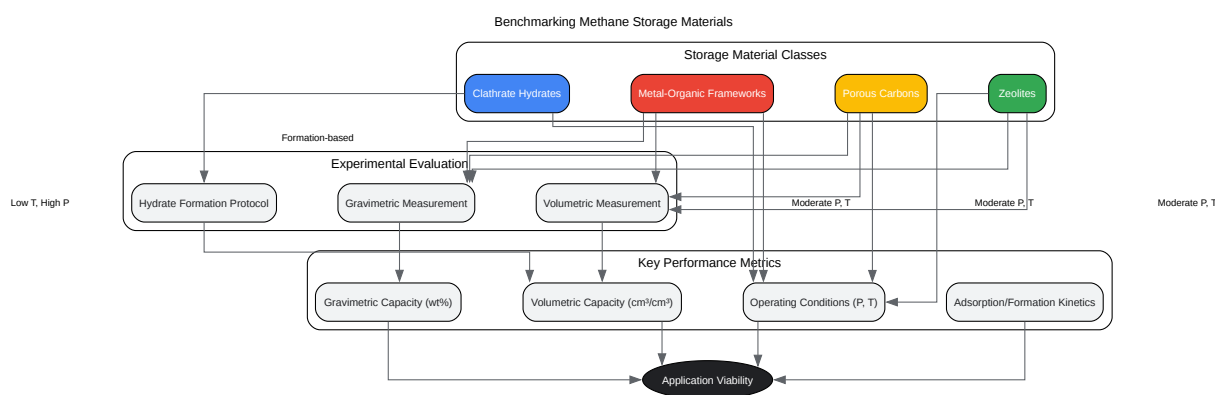 Benchmarking Methane Storage Materials
Storage Material Classes
Clathrate Hydrates
Metal-Organic Frameworks
Porous Carbons
Zeolites
Formation-based
Experimental Evaluation
Hydrate Formation Protocol
Gravimetric Measurement
Volumetric Measurement
Low T, High P
Moderate P, T
Moderate P, T
Moderate P, T
Key Performance Metrics
Gravimetric Capacity (wt%)
Volumetric Capacity (cm³/cm³)
Operating Conditions (P, T)
Adsorption/Formation Kinetics
Application Viability